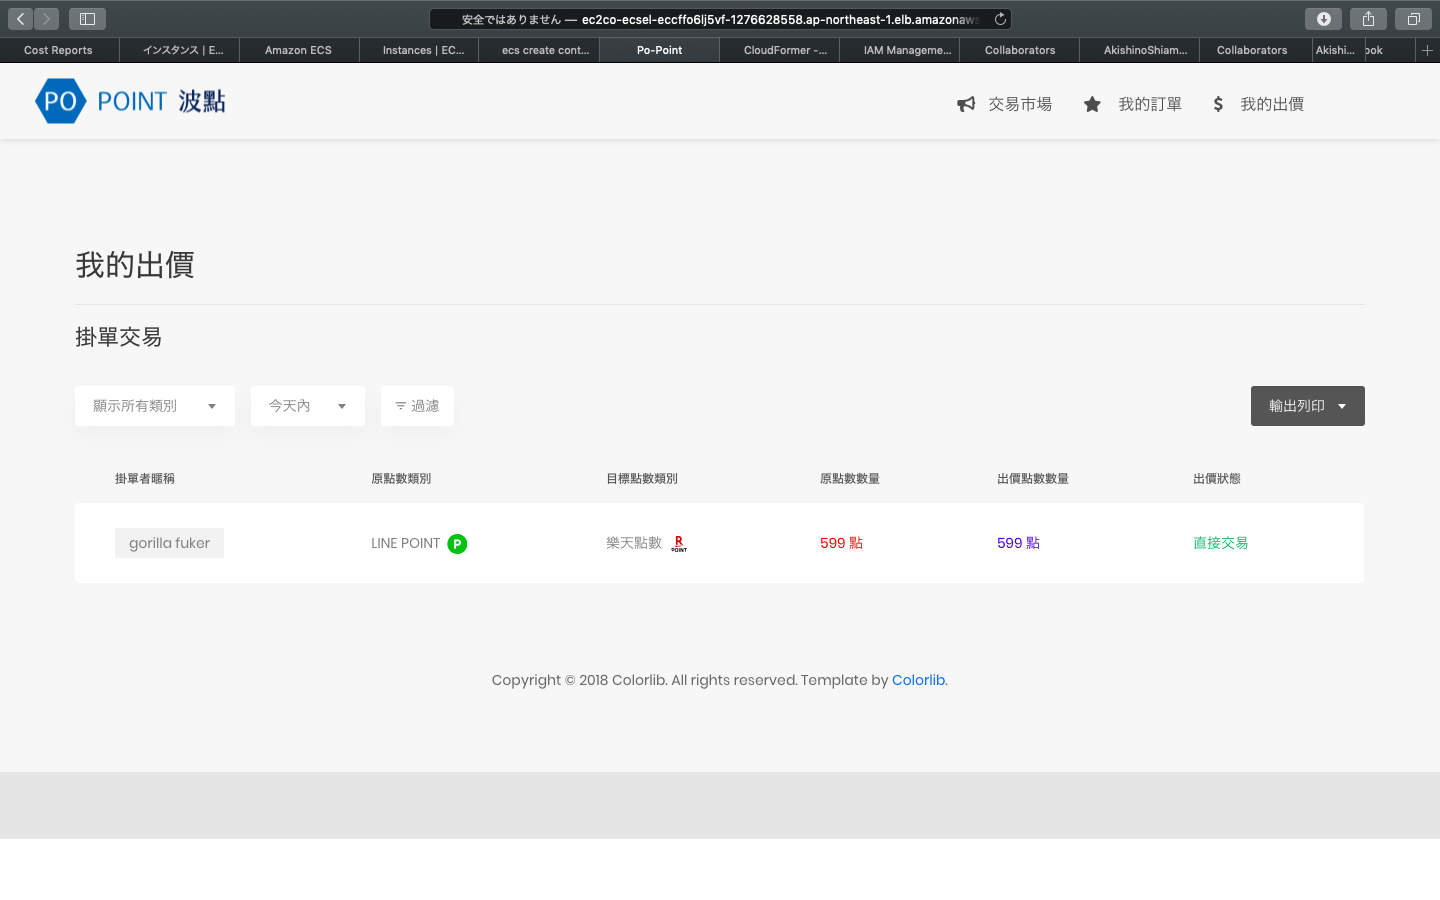 安全ではありません — ec2co-ecsel-eccffo6lj5vf-1276628558.ap-northeast-1.elb.amazonaws
Cost Reports
インスタンス | E...
Amazon ECS
Instances | EC...
ecs create cont...
Po-Point
CloudFormer -...
IAM Manageme...
Collaborators
AkishinoShiam...
Collaborators
Akishi...
ook
PO POINT 波點
交易市場
我的訂單
我的出價
我的出價
掛單交易
顯示所有類別
今天內
過濾
輸出列印
掛單者暱稱 原點數類別 目標點數類別 原點數數量 出價點數數量 出價狀態
gorilla fuker LINE POINT P 樂天點數 R POINT 599 點 599 點 直接交易
Copyright © 2018 Colorlib. All rights reserved. Template by Colorlib.